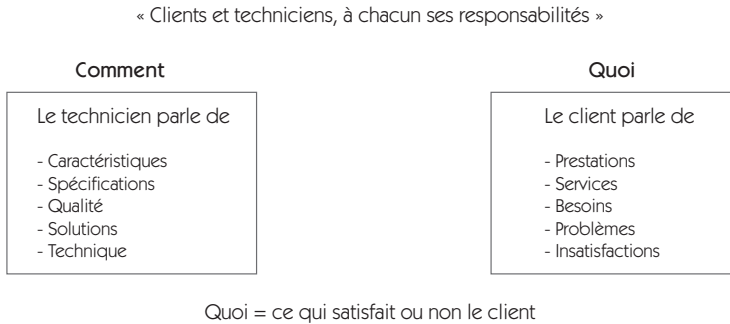 « Clients et techniciens, à chacun ses responsabilités »
Comment
Le technicien parle de
- Caractéristiques
- Spécifications
- Qualité
- Solutions
- Technique
Quoi
Le client parle de
- Prestations
- Services
- Besoins
- Problèmes
- Insatisfactions
Quoi = ce qui satisfait ou non le client